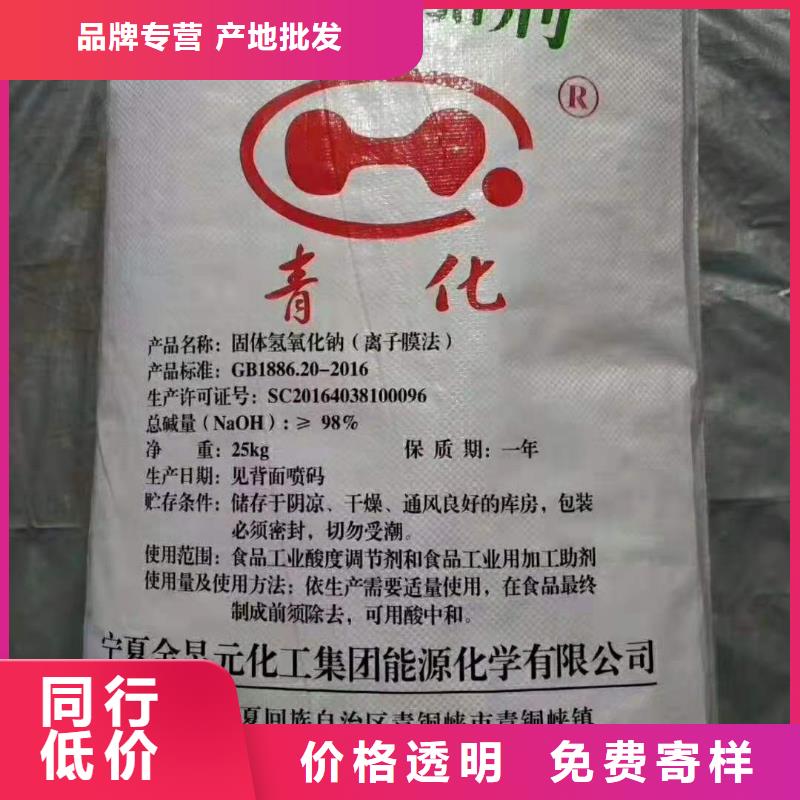 品牌专营 产地批发
剂
®
青化
产品名称：固体氢氧化钠（离子膜法）
产品标准：GB1886.20-2016
生产许可证号：SC20164038100096
总碱量（NaOH）：≥ 98%
净 重：25kg 保 质 期：一年
生产日期：见背面喷码
贮存条件：储存于阴凉、干燥、通风良好的库房，包装
必须密封，切勿受潮。
使用范围：食品工业酸度调节剂和食品工业用加工助剂
使用量及使用方法：依生产需要适量使用，在食品最终
制成前须除去，可用酸中和。
宁夏金昱元化工集团能源化学有限公司
夏回族自治区青铜峡市青铜峡镇
同行
低价
价格透明 免费寄样